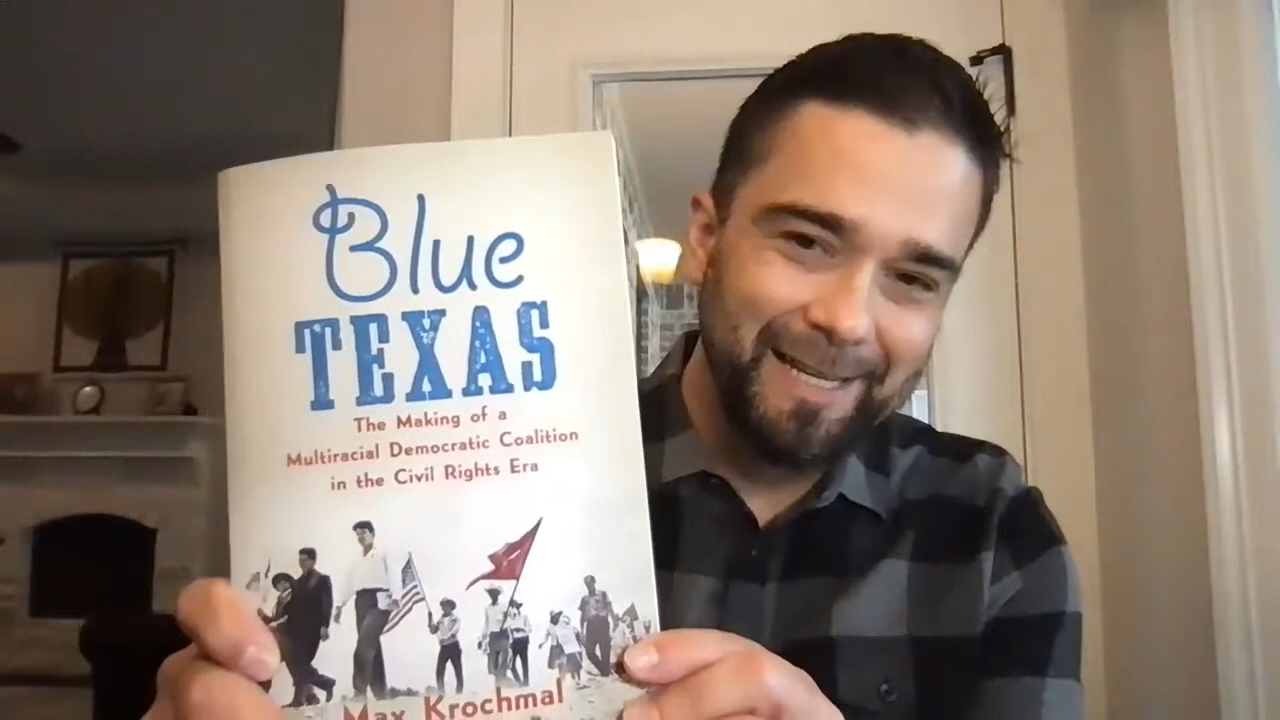 Blue
TEXAS
The Making of a
Multiracial Democratic Coalition
in the Civil Rights Era
Max Krochmal